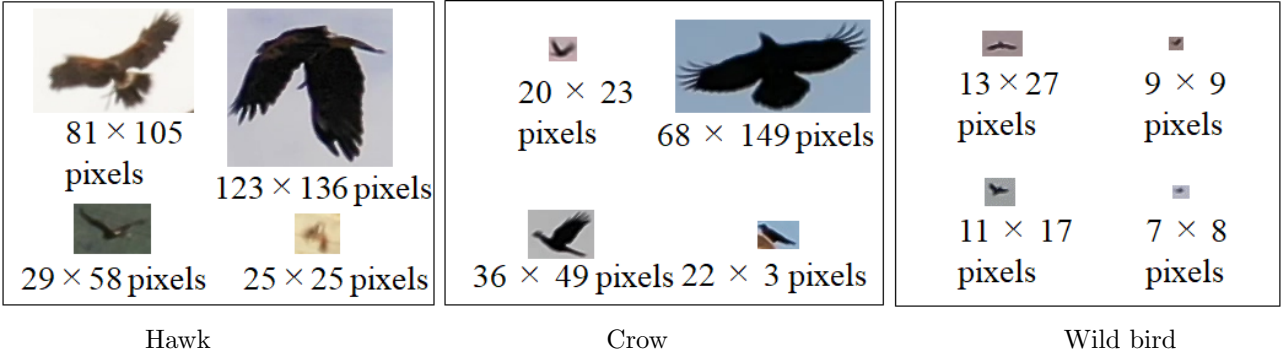 81 × 105
pixels
123 × 136 pixels
29 × 58 pixels
25 × 25 pixels
20 × 23
pixels
68 × 149 pixels
36 × 49 pixels
22 × 3 pixels
13 × 27
pixels
9 × 9
pixels
11 × 17
pixels
7 × 8
pixels
Hawk
Crow
Wild bird